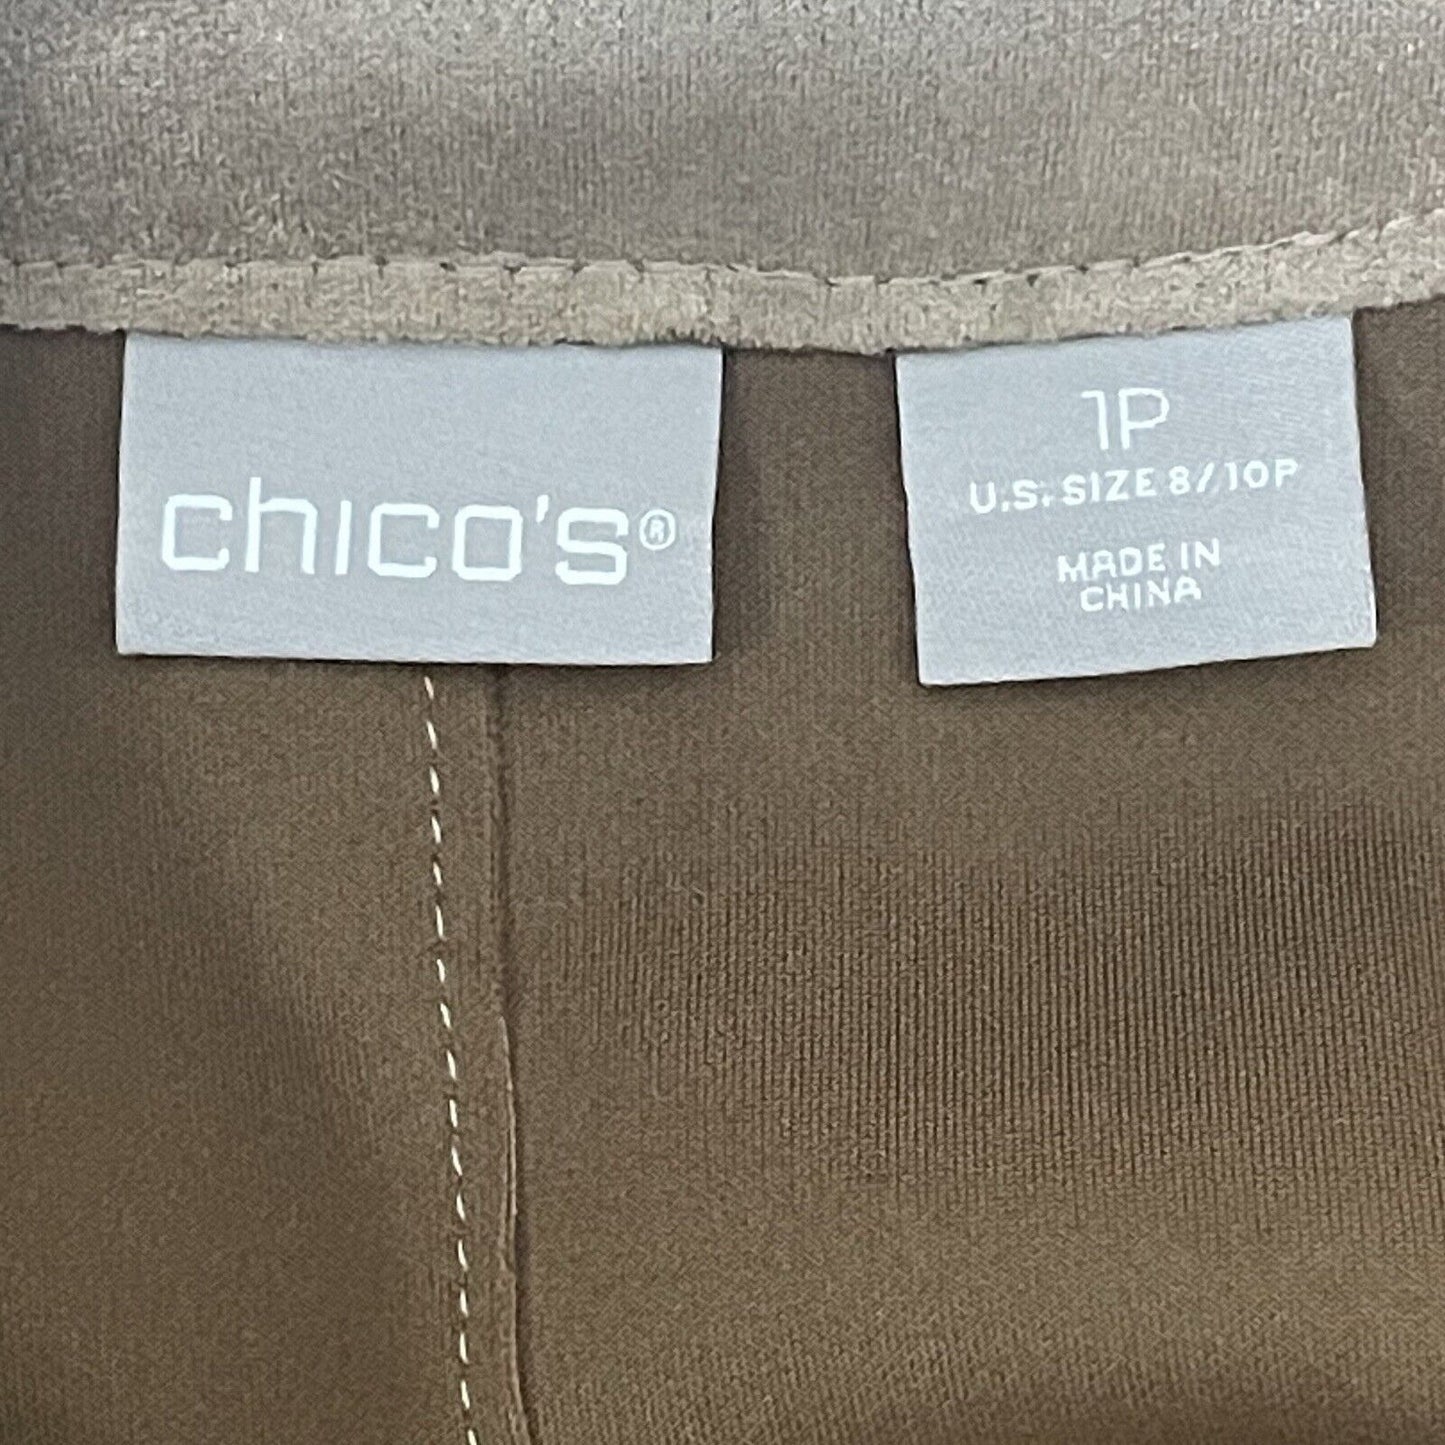 chico's®
1P
U.S. SIZE 8/10P
MADE IN
CHINA